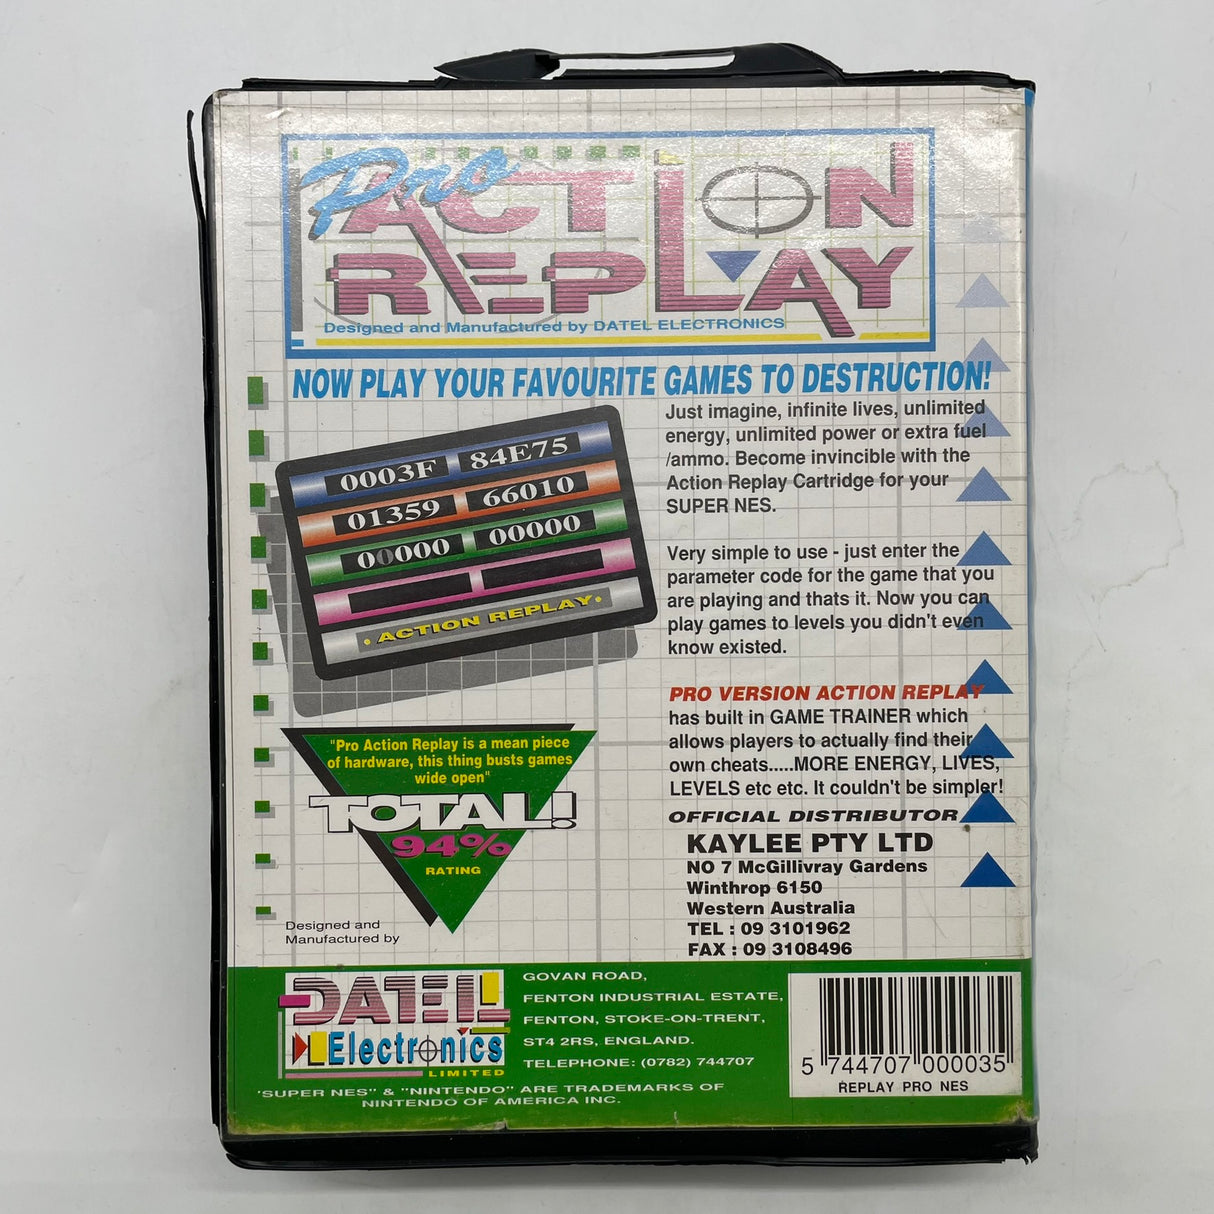 Pro
ACTION
REPLAY
Designed and Manufactured by DATEL ELECTRONICS
NOW PLAY YOUR FAVOURITE GAMES TO DESTRUCTION!
0003F 84E75
01359 66010
00000 00000
• ACTION REPLAY •
Just imagine, infinite lives, unlimited
energy, unlimited power or extra fuel
/ammo. Become invincible with the
Action Replay Cartridge for your
SUPER NES.
Very simple to use - just enter the
parameter code for the game that you
are playing and thats it. Now you can
play games to levels you didn't even
know existed.
PRO VERSION ACTION REPLAY
has built in GAME TRAINER which
allows players to actually find their
own cheats.....MORE ENERGY, LIVES,
LEVELS etc etc. It couldn't be simpler!
"Pro Action Replay is a mean piece
of hardware, this thing busts games
wide open"
TOTAL!
94%
RATING
OFFICIAL DISTRIBUTOR
KAYLEE PTY LTD
NO 7 McGillivray Gardens
Winthrop 6150
Western Australia
TEL : 09 3101962
FAX : 09 3108496
Designed and
Manufactured by
DATEL
Electronics
LIMITED
GOVAN ROAD,
FENTON INDUSTRIAL ESTATE,
FENTON, STOKE-ON-TRENT,
ST4 2RS, ENGLAND.
TELEPHONE: (0782) 744707
'SUPER NES" & "NINTENDO" ARE TRADEMARKS OF
NINTENDO OF AMERICA INC.
5 744707 000035
REPLAY PRO NES